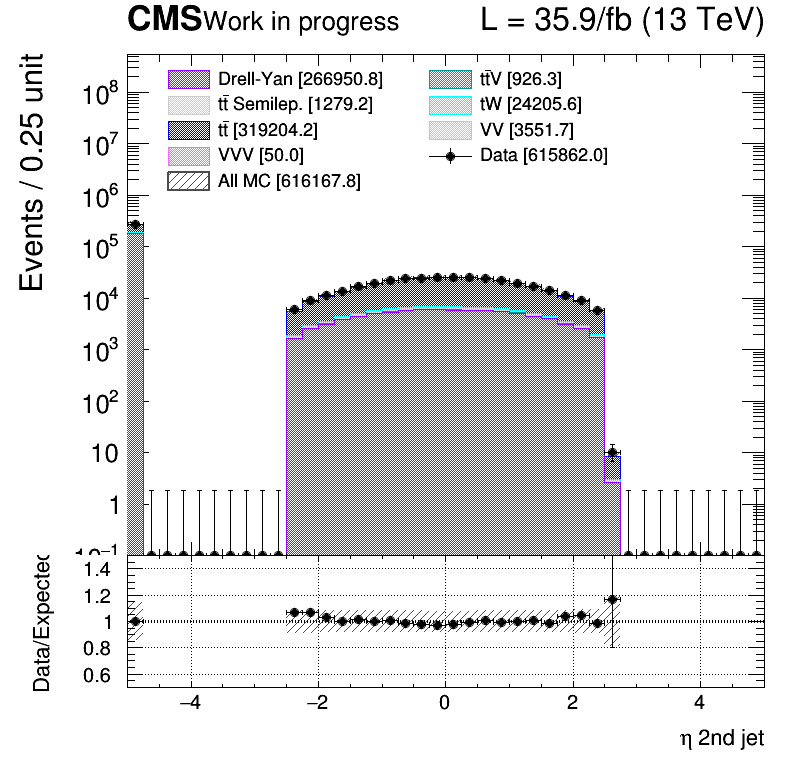 CMS Work in progress L = 35.9/fb (13 TeV)
Events / 0.25 unit
Drell-Yan [266950.8]
tt̄V [926.3]
tt̄ Semilep. [1279.2]
tW [24205.6]
tt̄ [319204.2]
VV [3551.7]
VVV [50.0]
Data [615862.0]
All MC [616167.8]
10⁸
10⁷
10⁶
10⁵
10⁴
10³
10²
10
1
10⁻¹
Data/Expected
1.4
1.2
1
0.8
0.6
−4 −2 0 2 4
η 2nd jet